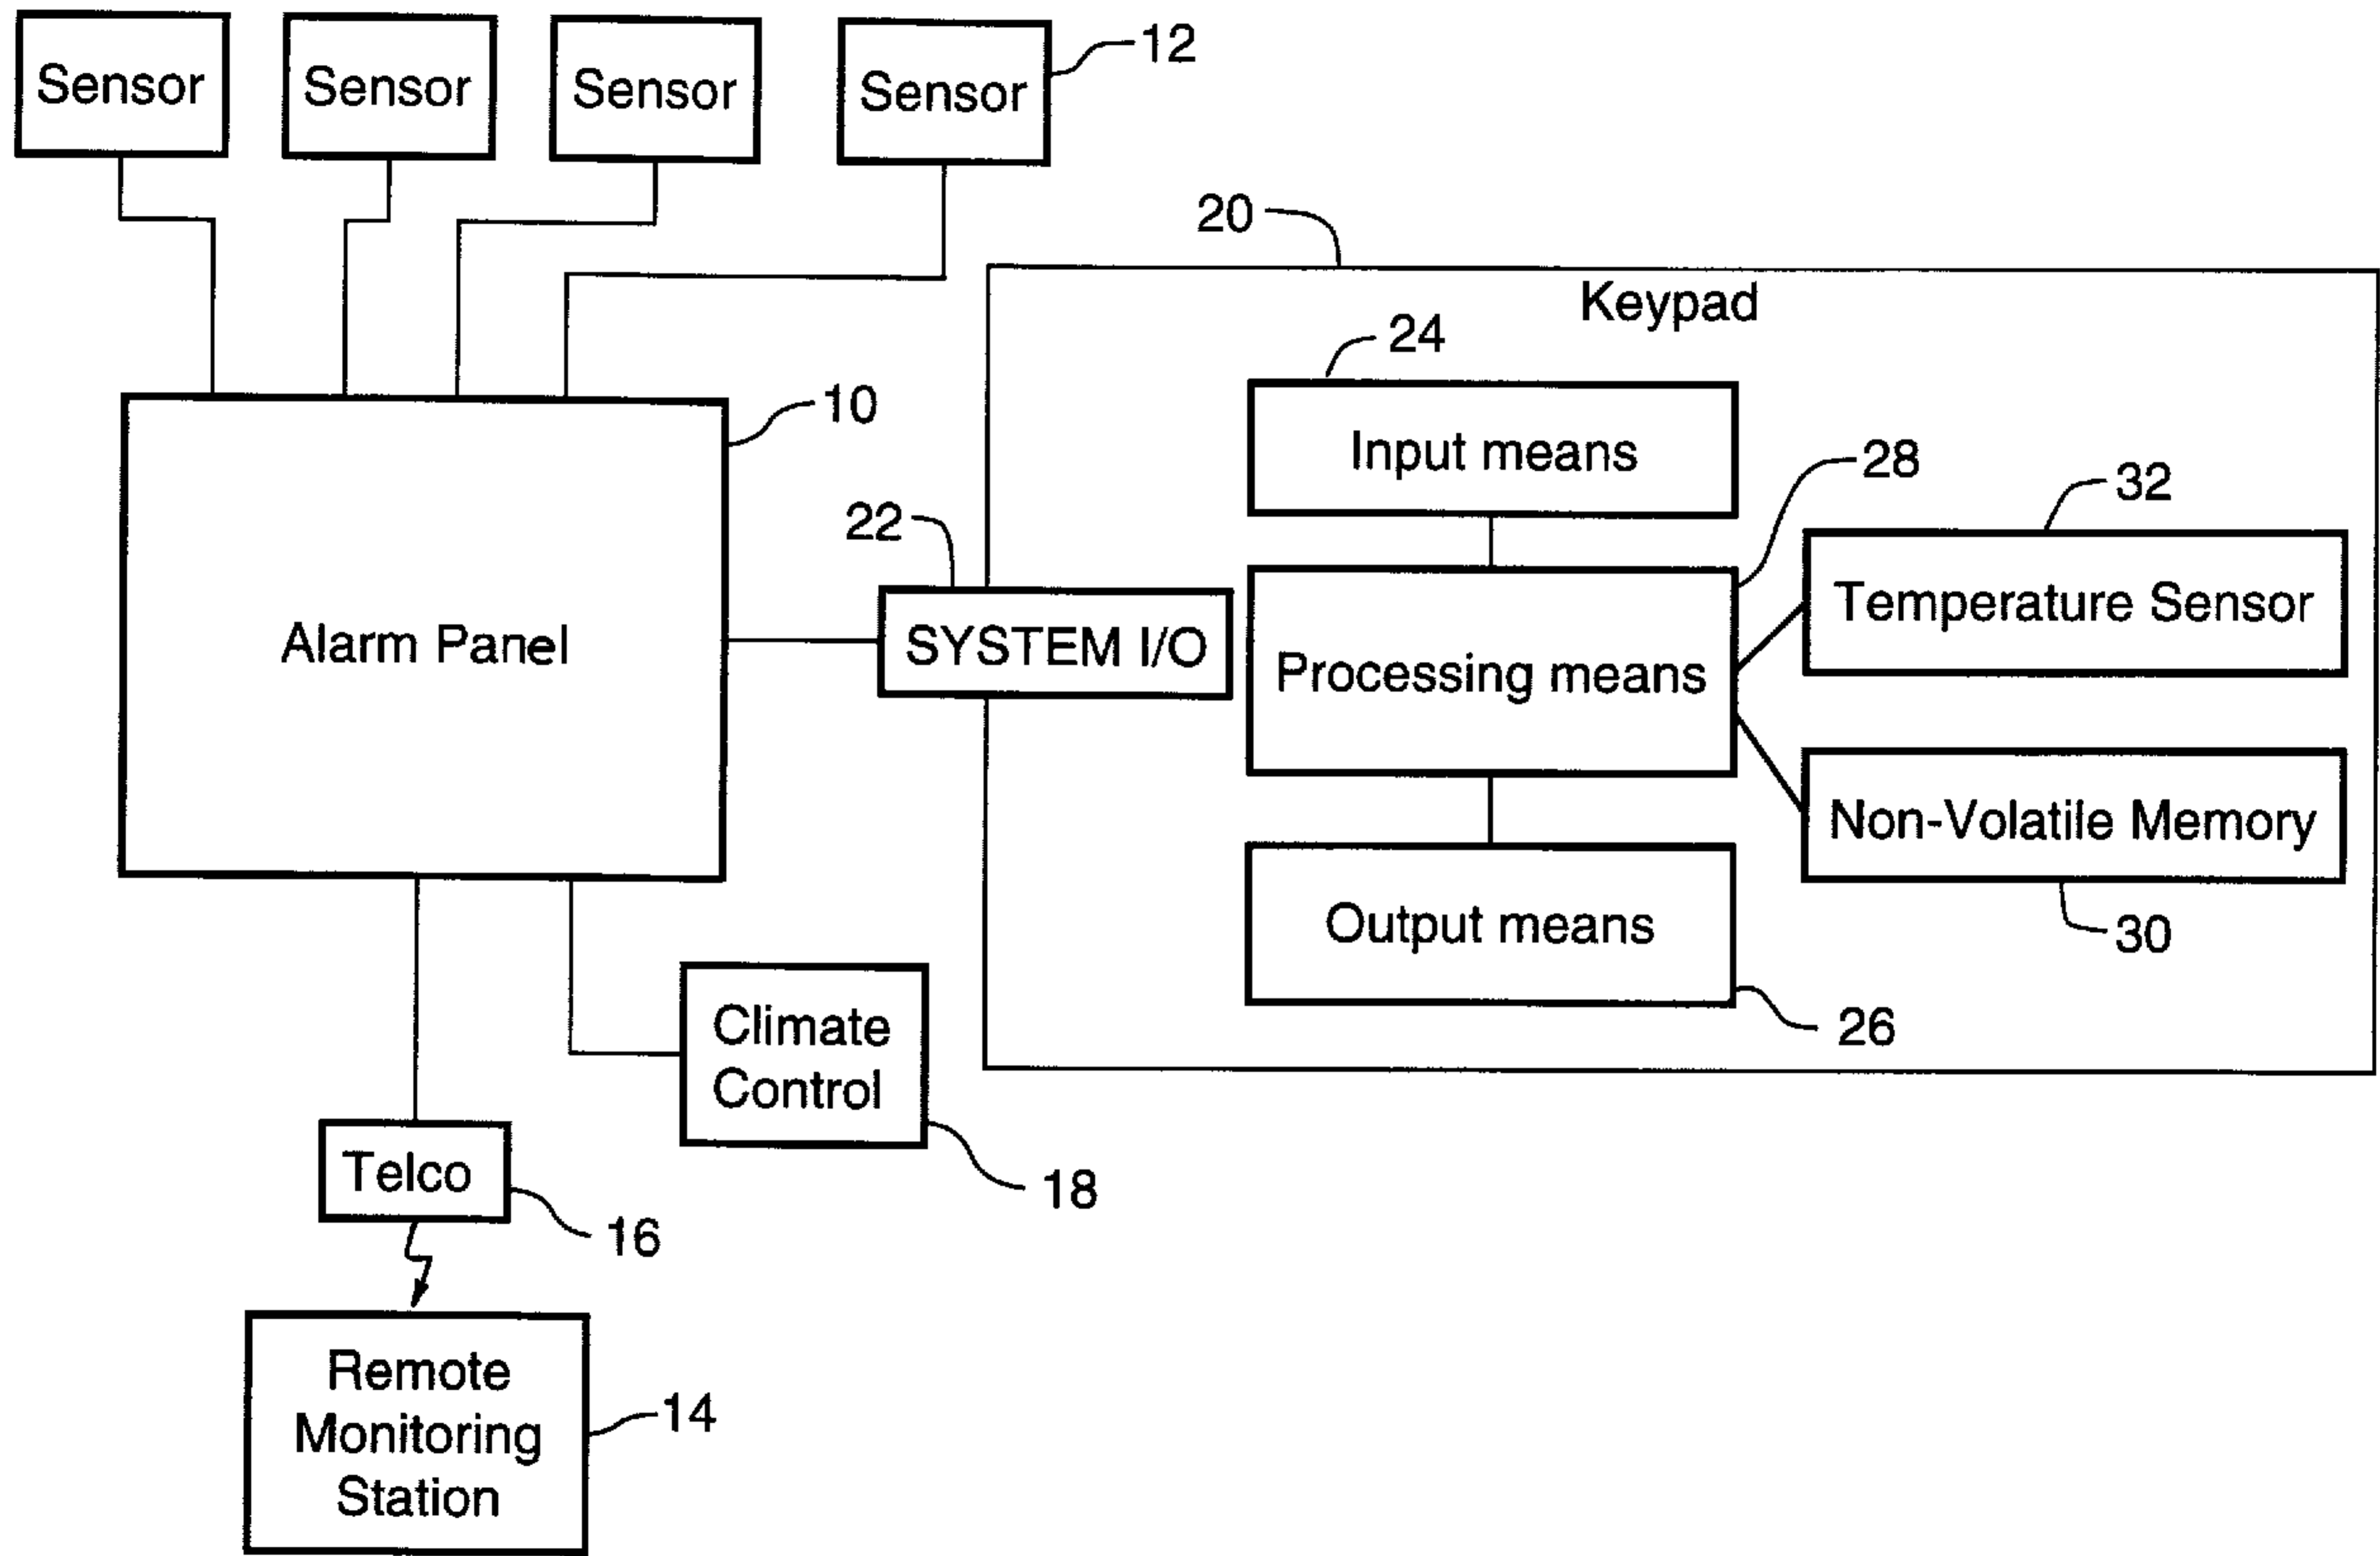 Sensor
Sensor
Sensor
Sensor
12
20
Keypad
24
10
Input means
28
32
22
Temperature Sensor
Alarm Panel
SYSTEM I/O
Processing means
Non-Volatile Memory
Output means
30
26
Climate
Control
18
Telco
16
Remote
Monitoring
Station
14